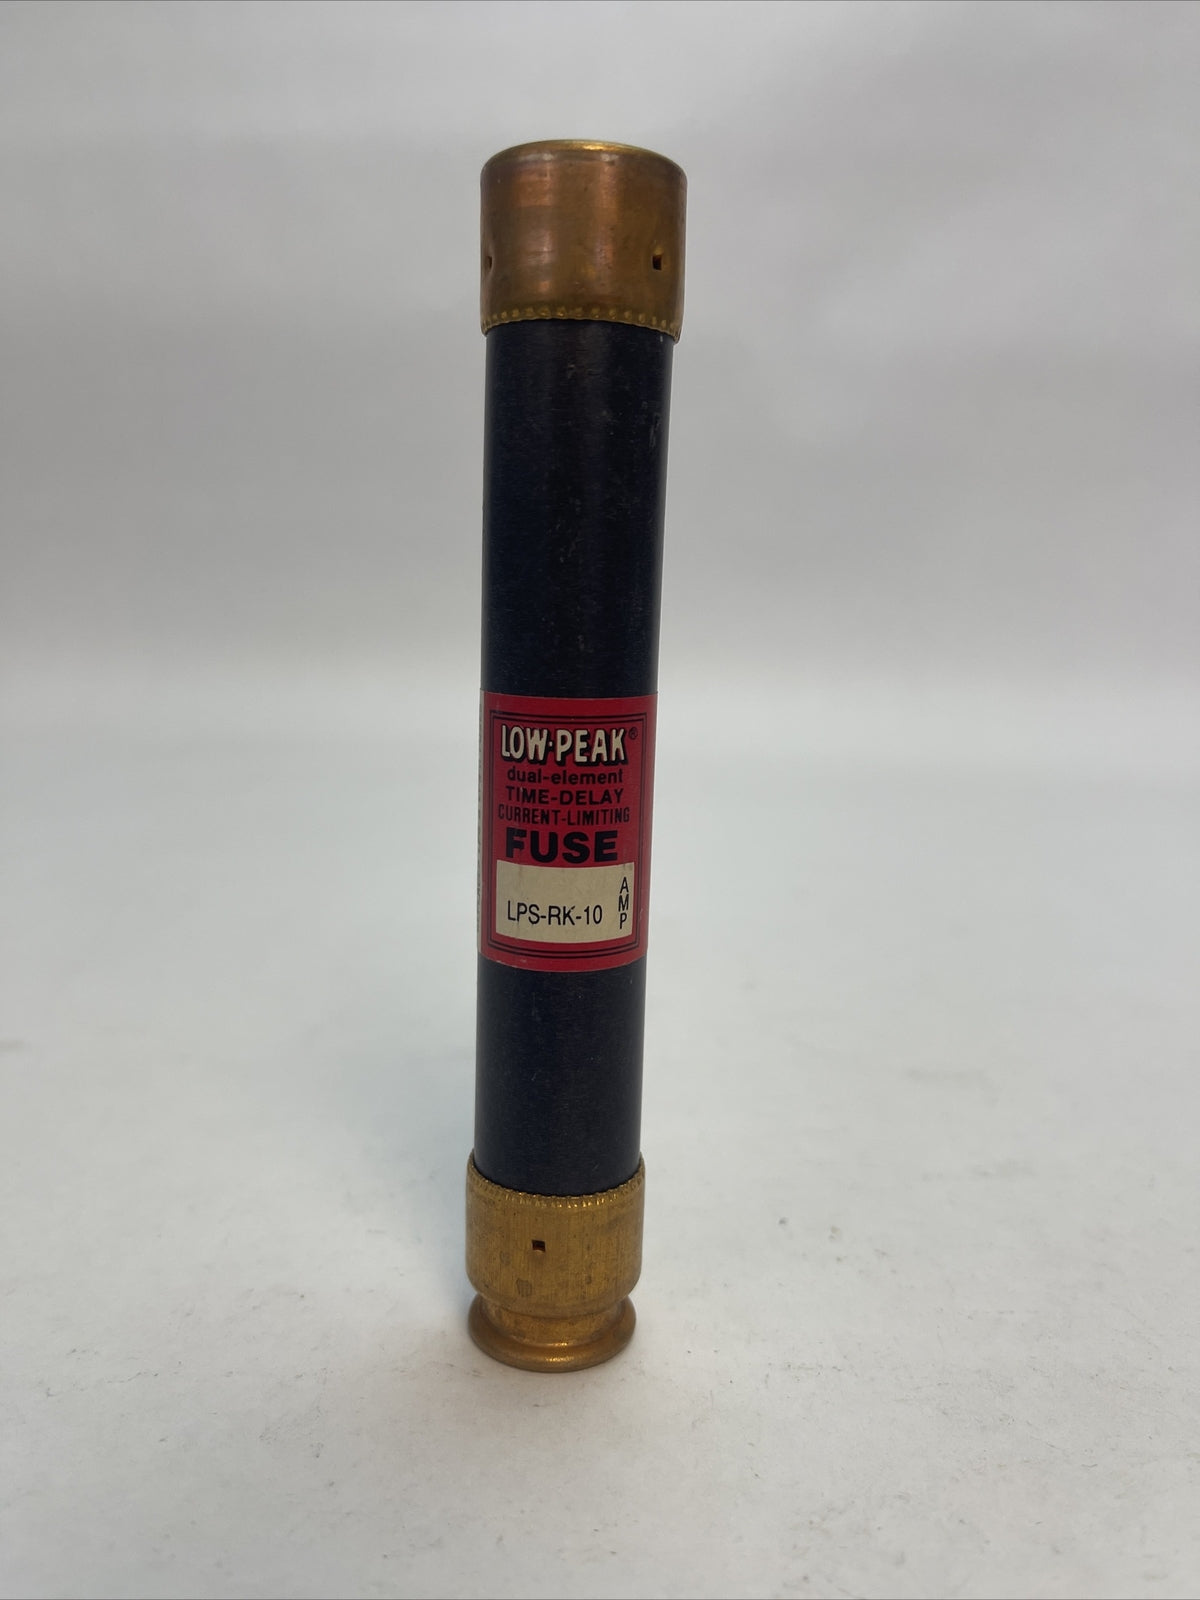 LOW-PEAK®
dual-element
TIME-DELAY
CURRENT-LIMITING
FUSE
LPS-RK-10 AMP